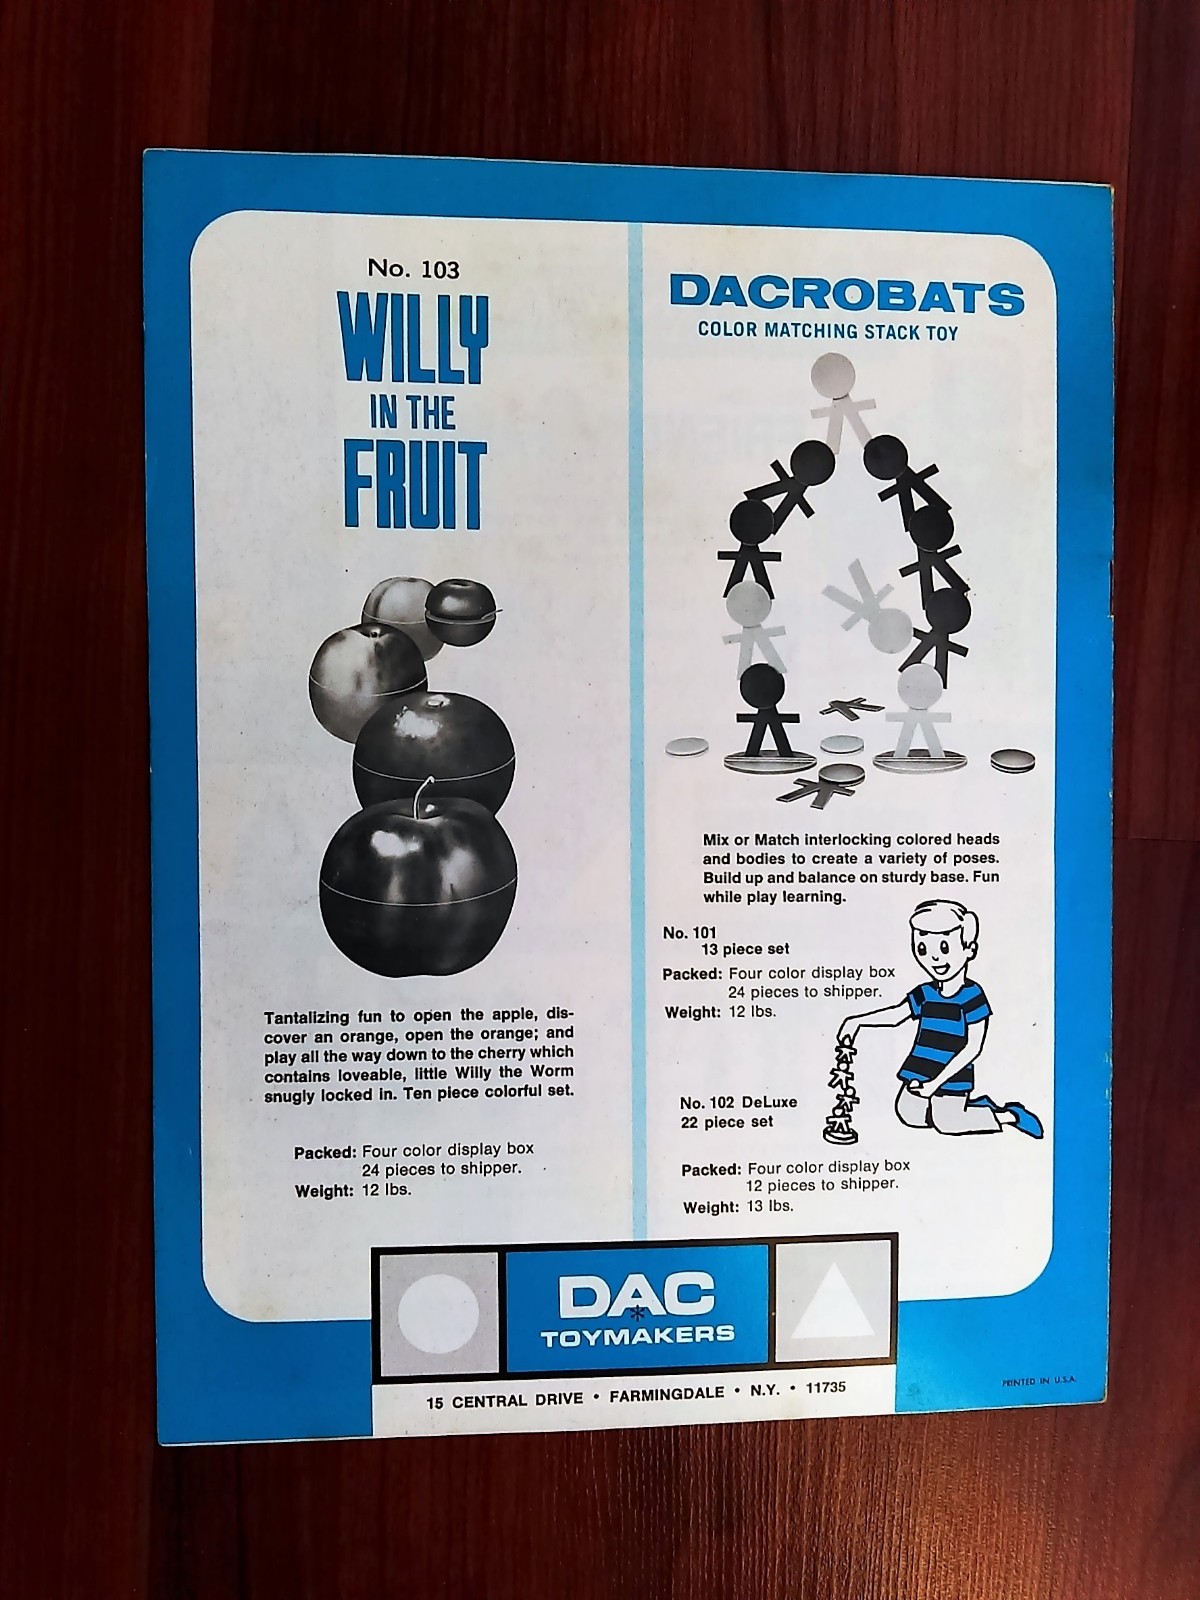 No. 103
WILLY
IN THE
FRUIT
Tantalizing fun to open the apple, dis-
cover an orange, open the orange; and
play all the way down to the cherry which
contains loveable, little Willy the Worm
snugly locked in. Ten piece colorful set.
Packed: Four color display box
24 pieces to shipper.
Weight: 12 lbs.
DACROBATS
COLOR MATCHING STACK TOY
Mix or Match interlocking colored heads
and bodies to create a variety of poses.
Build up and balance on sturdy base. Fun
while play learning.
No. 101
13 piece set
Packed: Four color display box
24 pieces to shipper.
Weight: 12 lbs.
No. 102 DeLuxe
22 piece set
Packed: Four color display box
12 pieces to shipper.
Weight: 13 lbs.
DAC
TOYMAKERS
15 CENTRAL DRIVE • FARMINGDALE • N.Y. • 11735
PRINTED IN U.S.A.